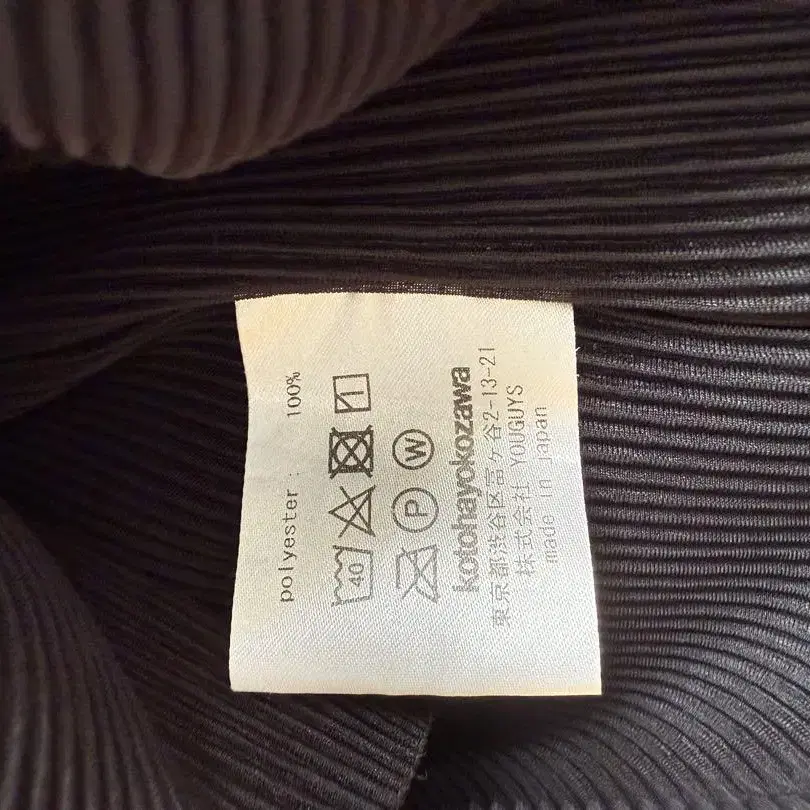 polyester : 100%
40
P W
kotohayokozawa
東京都渋谷区富ヶ谷2-13-21
株式会社 YOUGUYS
made in japan